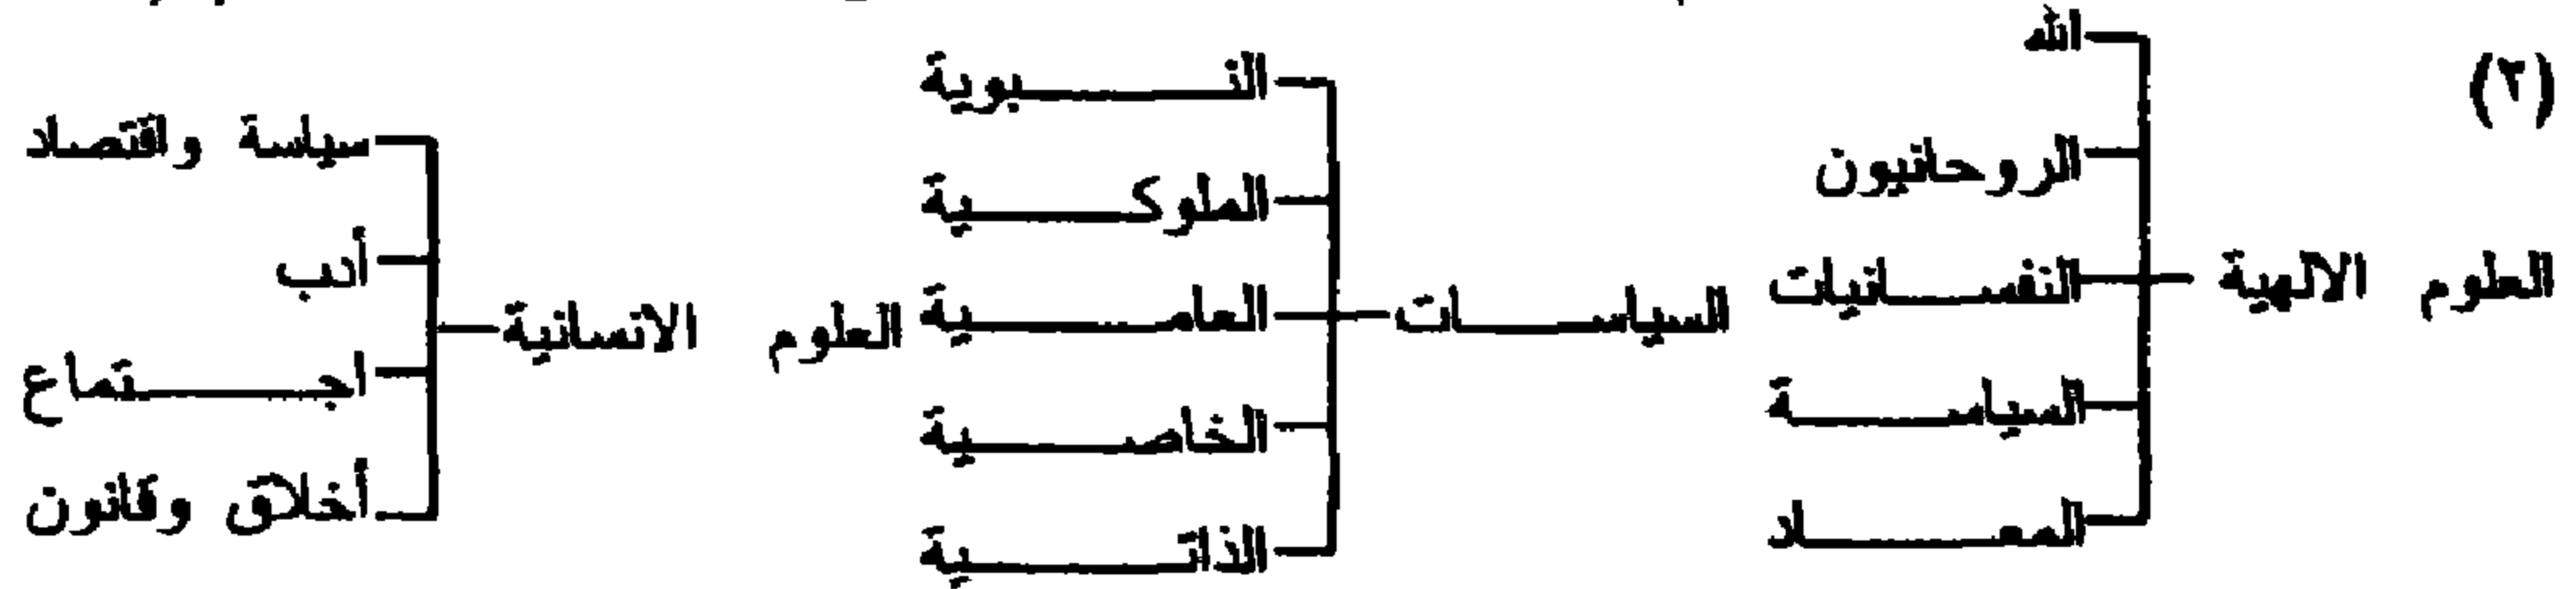 (٢)
العلوم الالهية
الله
الروحانيون
النفسانيات
السياسة
المعاد
السياسات
النبوية
الملوكية
العامية
الخاصية
الذاتية
العلوم الانسانية
سياسة واقتصاد
أدب
اجتماع
أخلاق وقانون